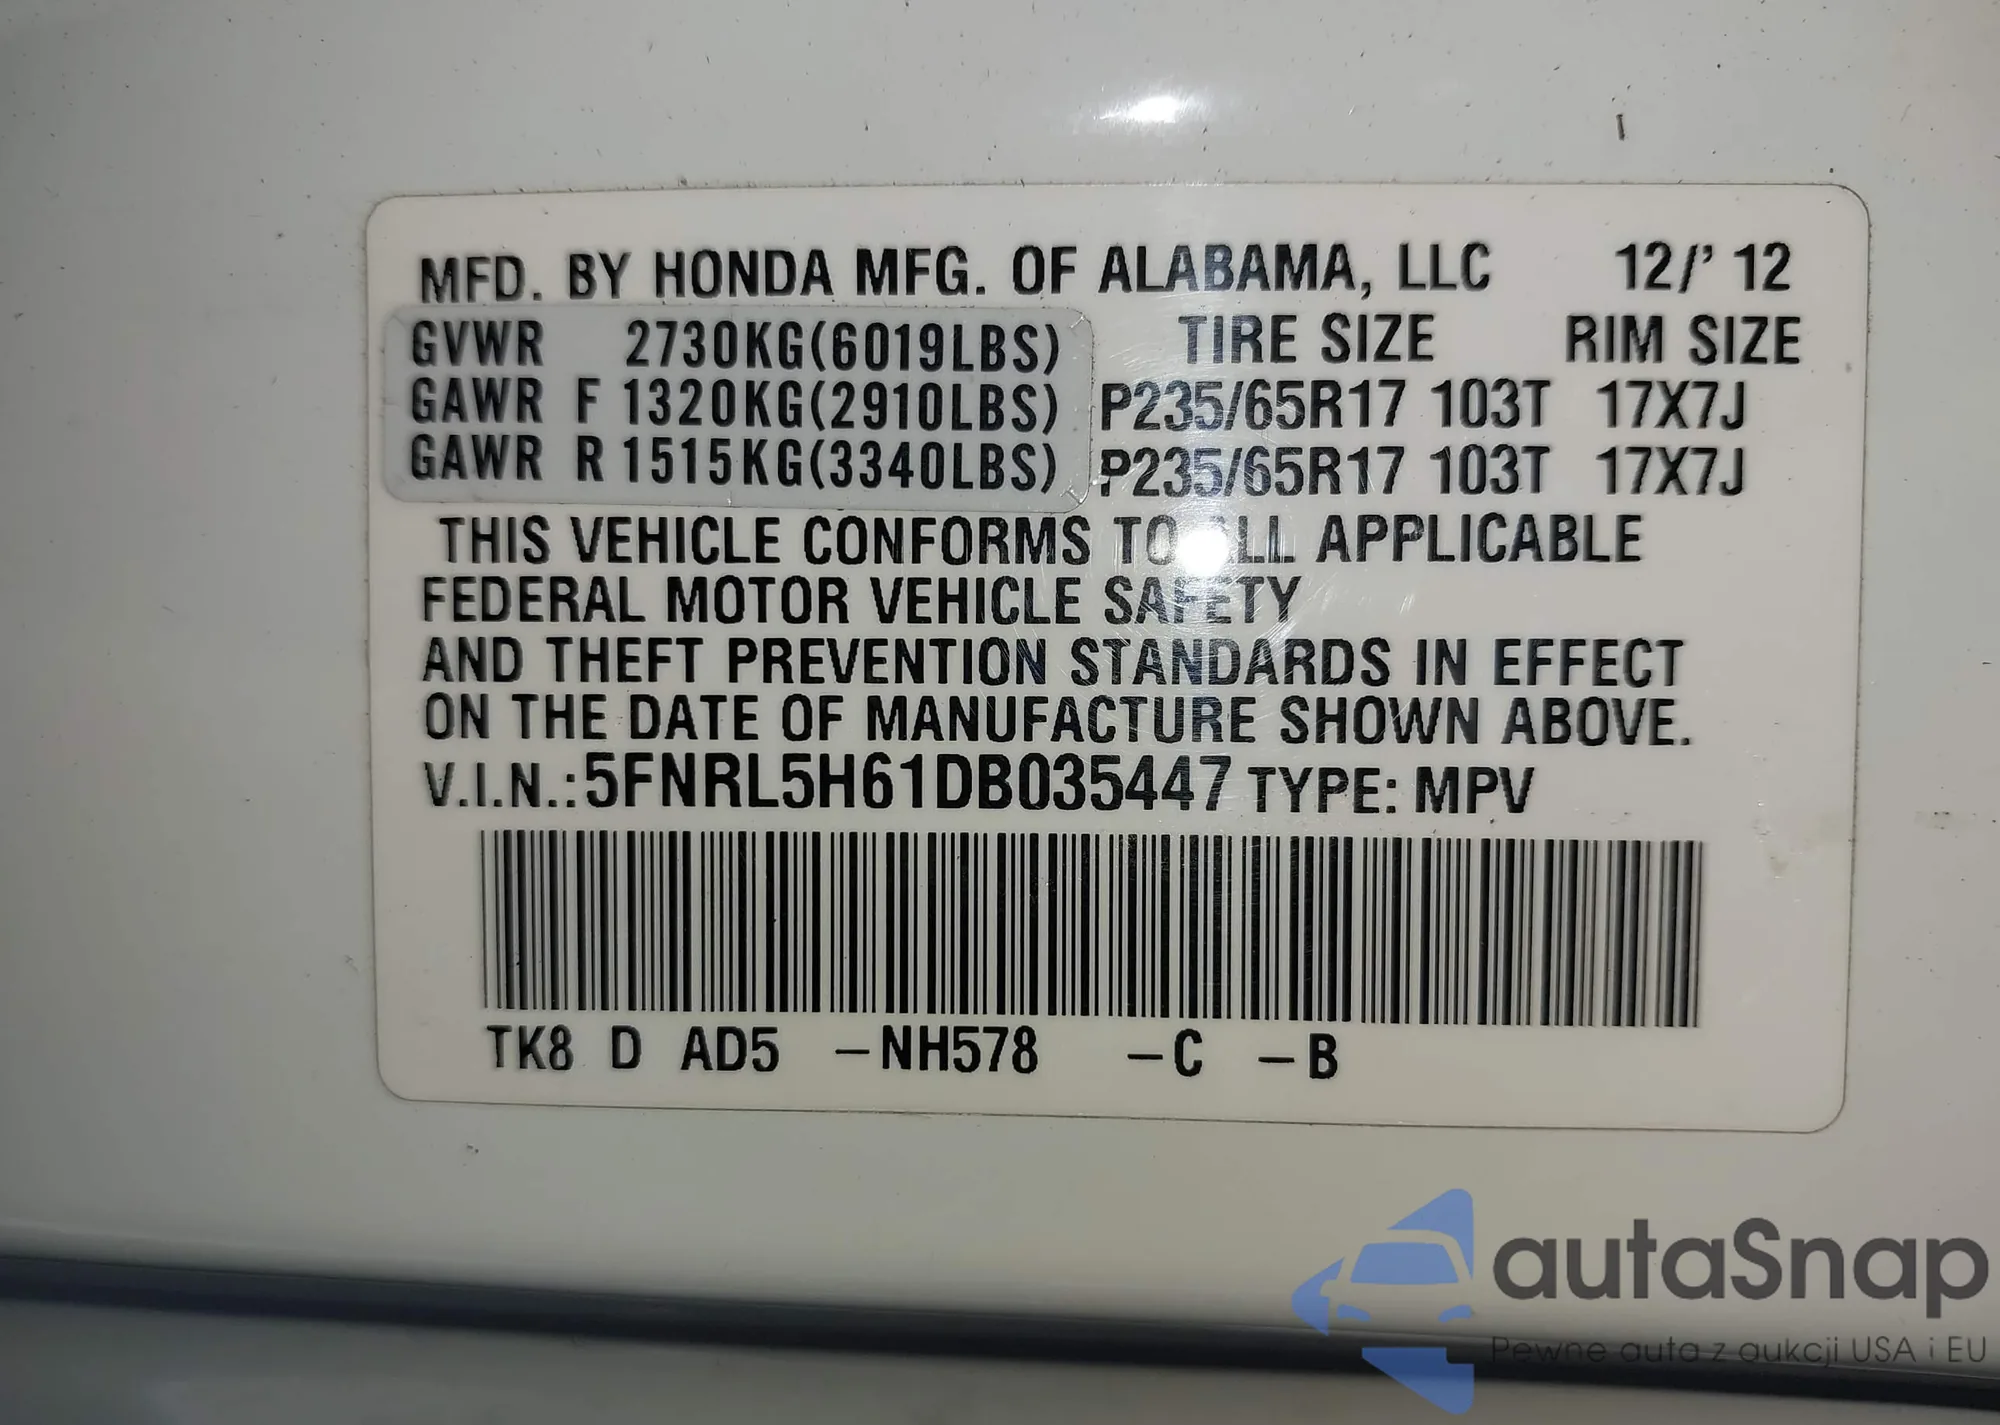 MFD. BY HONDA MFG. OF ALABAMA, LLC 12/' 12
GVWR 2730KG(6019LBS) TIRE SIZE RIM SIZE
GAWR F 1320KG(2910LBS) P235/65R17 103T 17X7J
GAWR R 1515KG(3340LBS) P235/65R17 103T 17X7J
THIS VEHICLE CONFORMS TO ALL APPLICABLE
FEDERAL MOTOR VEHICLE SAFETY
AND THEFT PREVENTION STANDARDS IN EFFECT
ON THE DATE OF MANUFACTURE SHOWN ABOVE.
V.I.N.:5FNRL5H61DB035447 TYPE: MPV
TK8 D AD5 –NH578 –C –B
autaSnap
Pewne auta z aukcji USA i EU